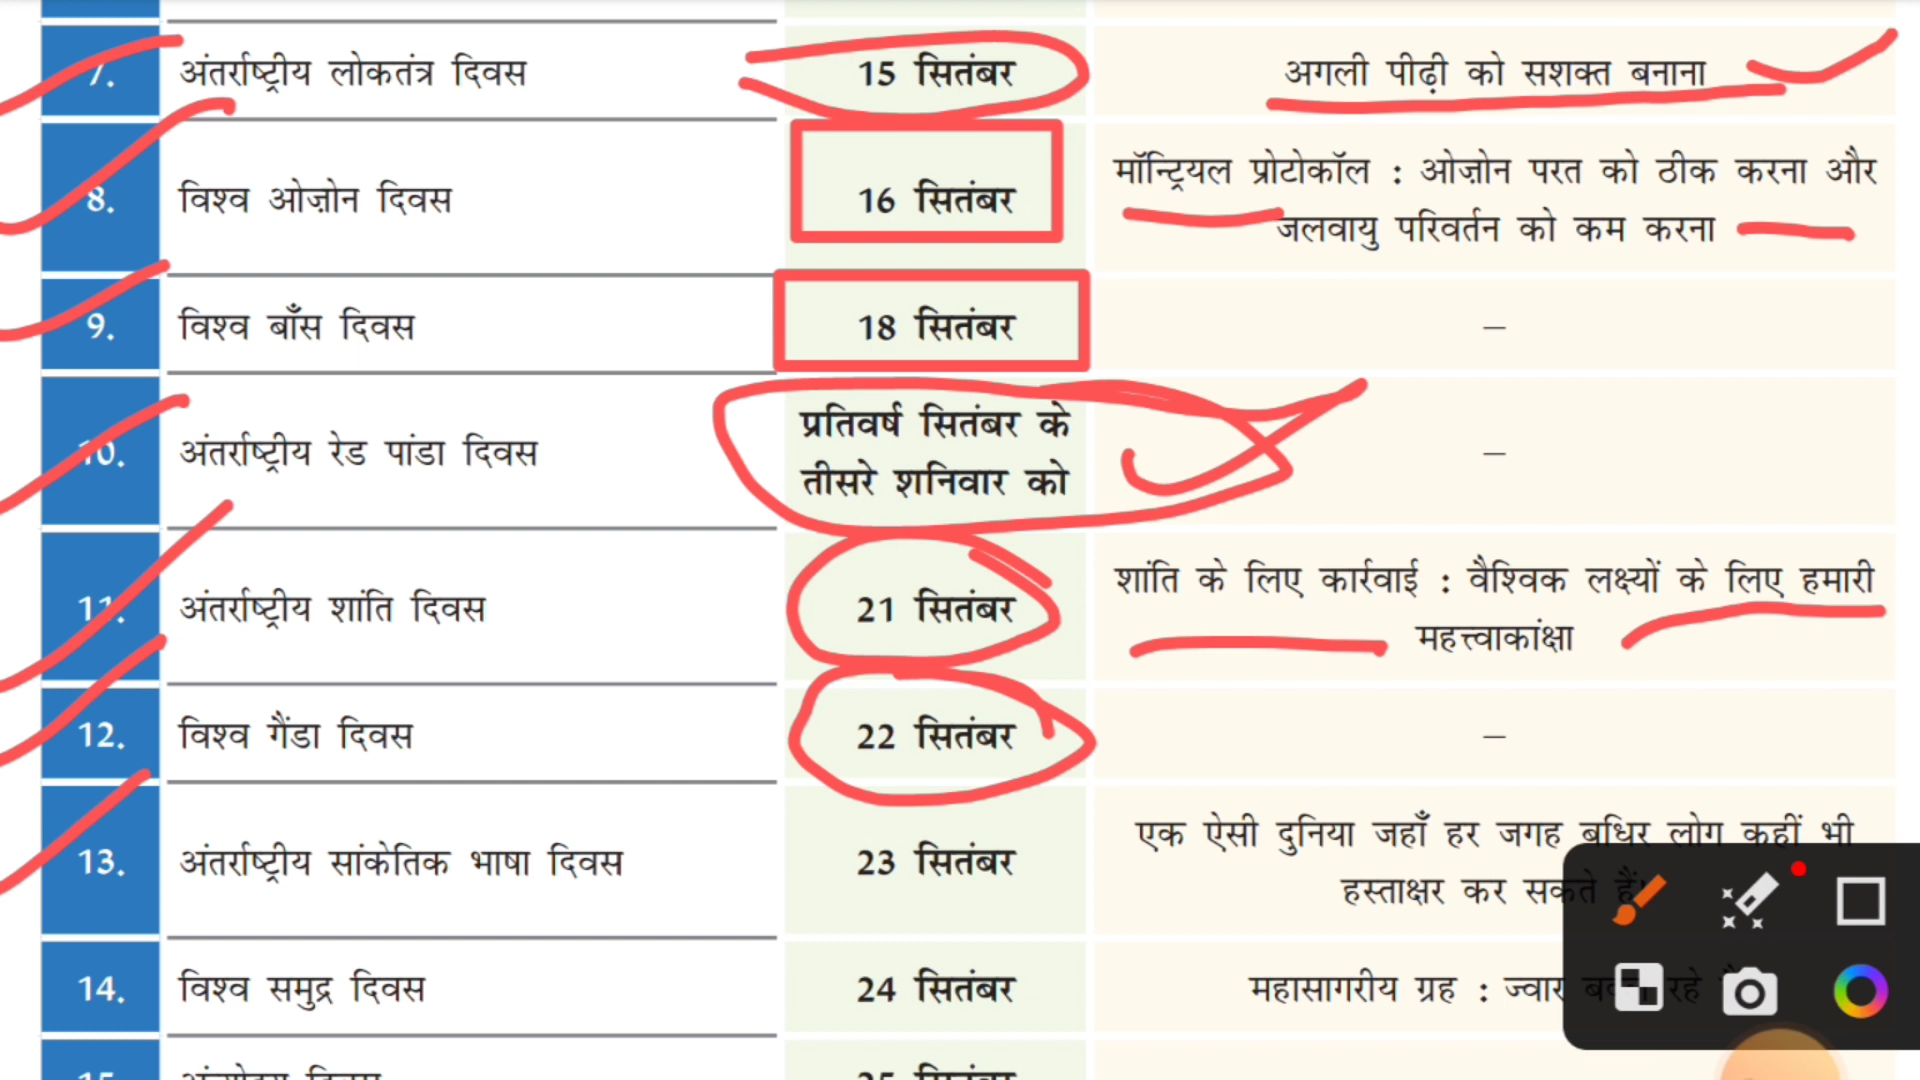 7. अंतर्राष्ट्रीय लोकतंत्र दिवस 15 सितंबर अगली पीढ़ी को सशक्त बनाना
8. विश्व ओज़ोन दिवस 16 सितंबर मॉन्ट्रियल प्रोटोकॉल : ओज़ोन परत को ठीक करना और
जलवायु परिवर्तन को कम करना
9. विश्व बाँस दिवस 18 सितंबर –
10. अंतर्राष्ट्रीय रेड पांडा दिवस प्रतिवर्ष सितंबर के
तीसरे शनिवार को –
11. अंतर्राष्ट्रीय शांति दिवस 21 सितंबर शांति के लिए कार्रवाई : वैश्विक लक्ष्यों के लिए हमारी
महत्त्वाकांक्षा
12. विश्व गैंडा दिवस 22 सितंबर –
13. अंतर्राष्ट्रीय सांकेतिक भाषा दिवस 23 सितंबर एक ऐसी दुनिया जहाँ हर जगह बधिर लोग कहीं भी
हस्ताक्षर कर सकते हैं।
14. विश्व समुद्र दिवस 24 सितंबर महासागरीय ग्रह : ज्वार रहे